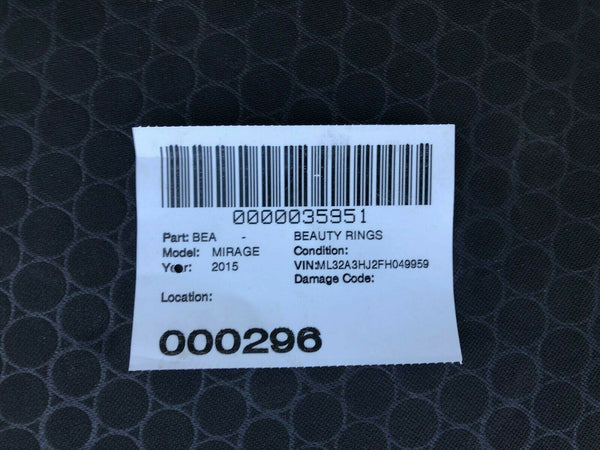 0000035951
Part: BEA - BEAUTY RINGS
Model: MIRAGE Condition:
Year: 2015 VIN:ML32A3HJ2FH049959
Damage Code:
Location:
000296